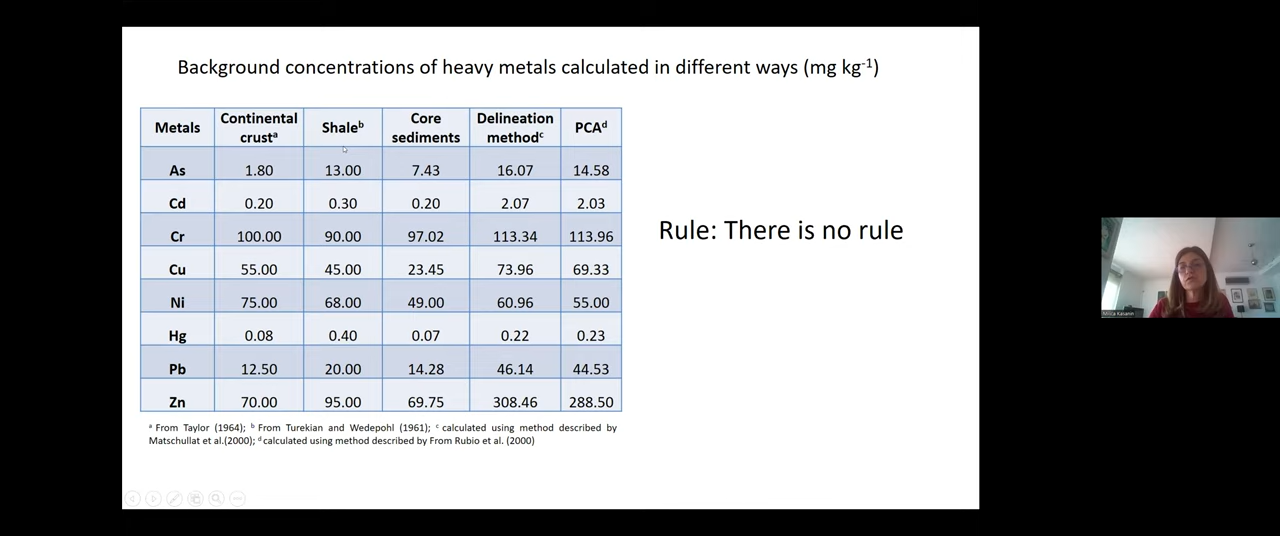 Background concentrations of heavy metals calculated in different ways (mg kg-1)
Metals Continental crusta Shaleb Core sediments Delineation methodc PCAd
As 1.80 13.00 7.43 16.07 14.58
Cd 0.20 0.30 0.20 2.07 2.03
Cr 100.00 90.00 97.02 113.34 113.96
Cu 55.00 45.00 23.45 73.96 69.33
Ni 75.00 68.00 49.00 60.96 55.00
Hg 0.08 0.40 0.07 0.22 0.23
Pb 12.50 20.00 14.28 46.14 44.53
Zn 70.00 95.00 69.75 308.46 288.50
a From Taylor (1964); b From Turekian and Wedepohl (1961); c calculated using method described by
Matschullat et al.(2000); d calculated using method described by From Rubio et al. (2000)
Rule: There is no rule